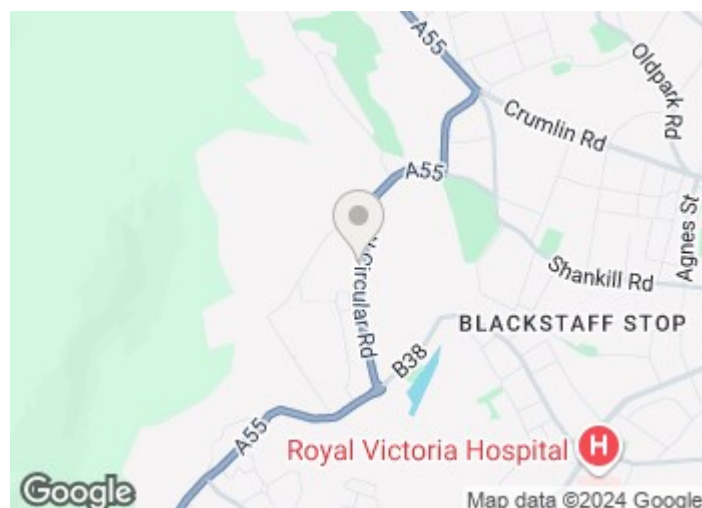 A55
Oldpark Rd
Crumlin Rd
A55
Agnes St
Shankill Rd
Circular Rd
BLACKSTAFF STOP
B38
A55
Royal Victoria Hospital
H
Google
Map data ©2024 Google